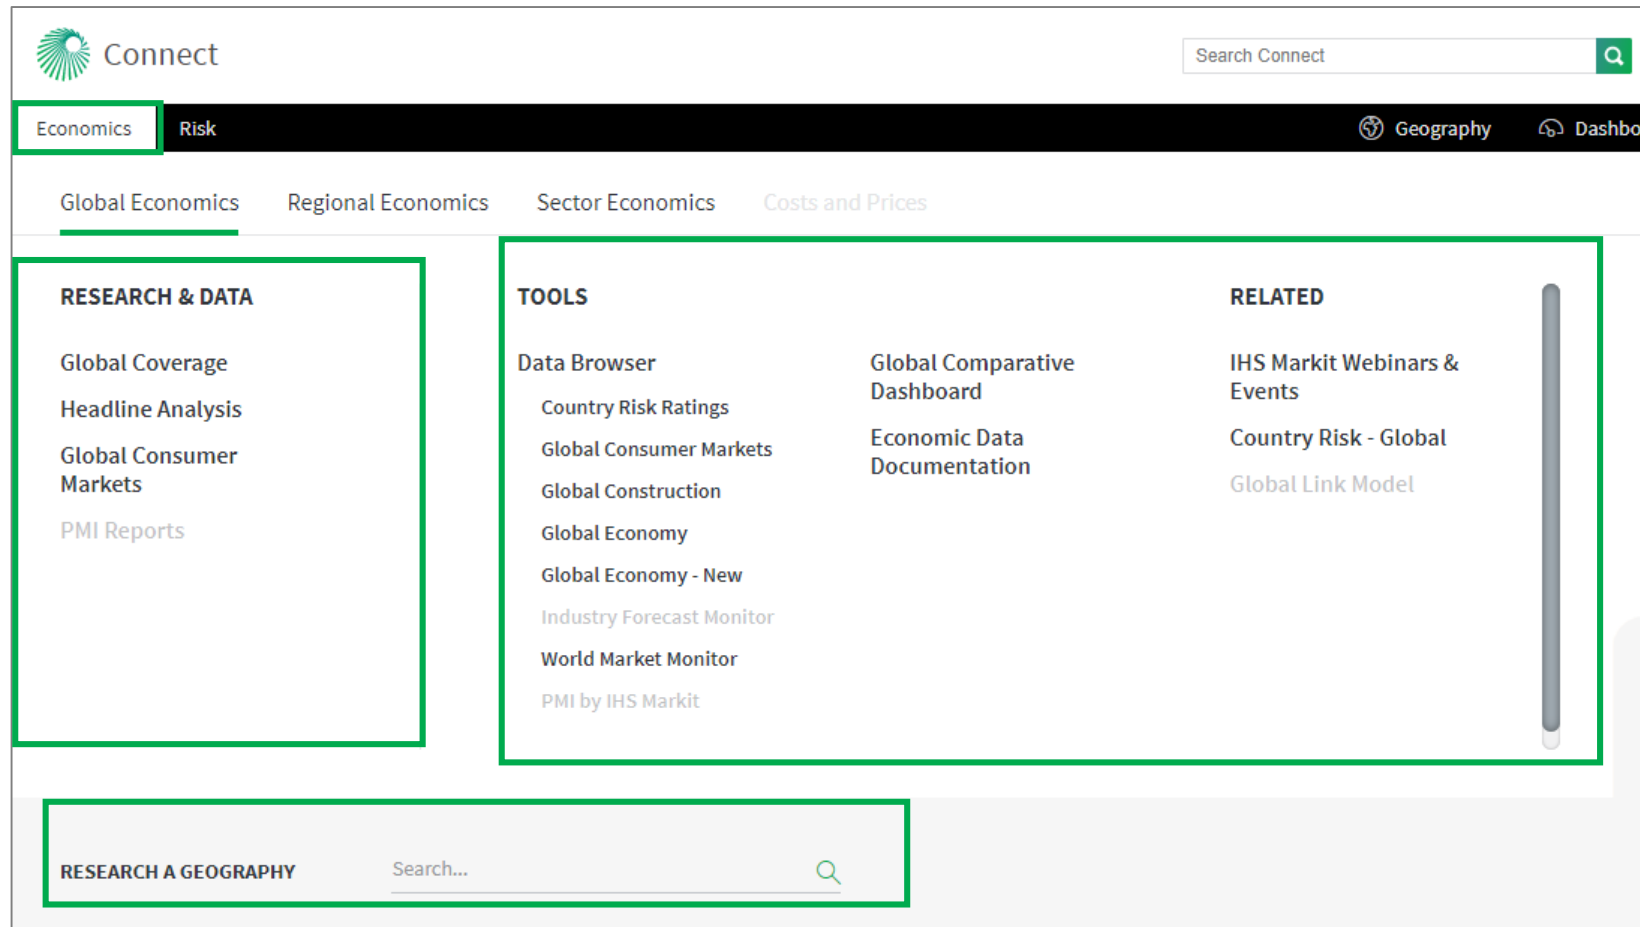 Connect
Search Connect
Economics
Risk
Geography
Dashbo
Global Economics
Regional Economics
Sector Economics
Costs and Prices
RESEARCH & DATA
Global Coverage
Headline Analysis
Global Consumer
Markets
PMI Reports
TOOLS
Data Browser
Country Risk Ratings
Global Consumer Markets
Global Construction
Global Economy
Global Economy - New
Industry Forecast Monitor
World Market Monitor
PMI by IHS Markit
Global Comparative
Dashboard
Economic Data
Documentation
RELATED
IHS Markit Webinars &
Events
Country Risk - Global
Global Link Model
RESEARCH A GEOGRAPHY
Search...